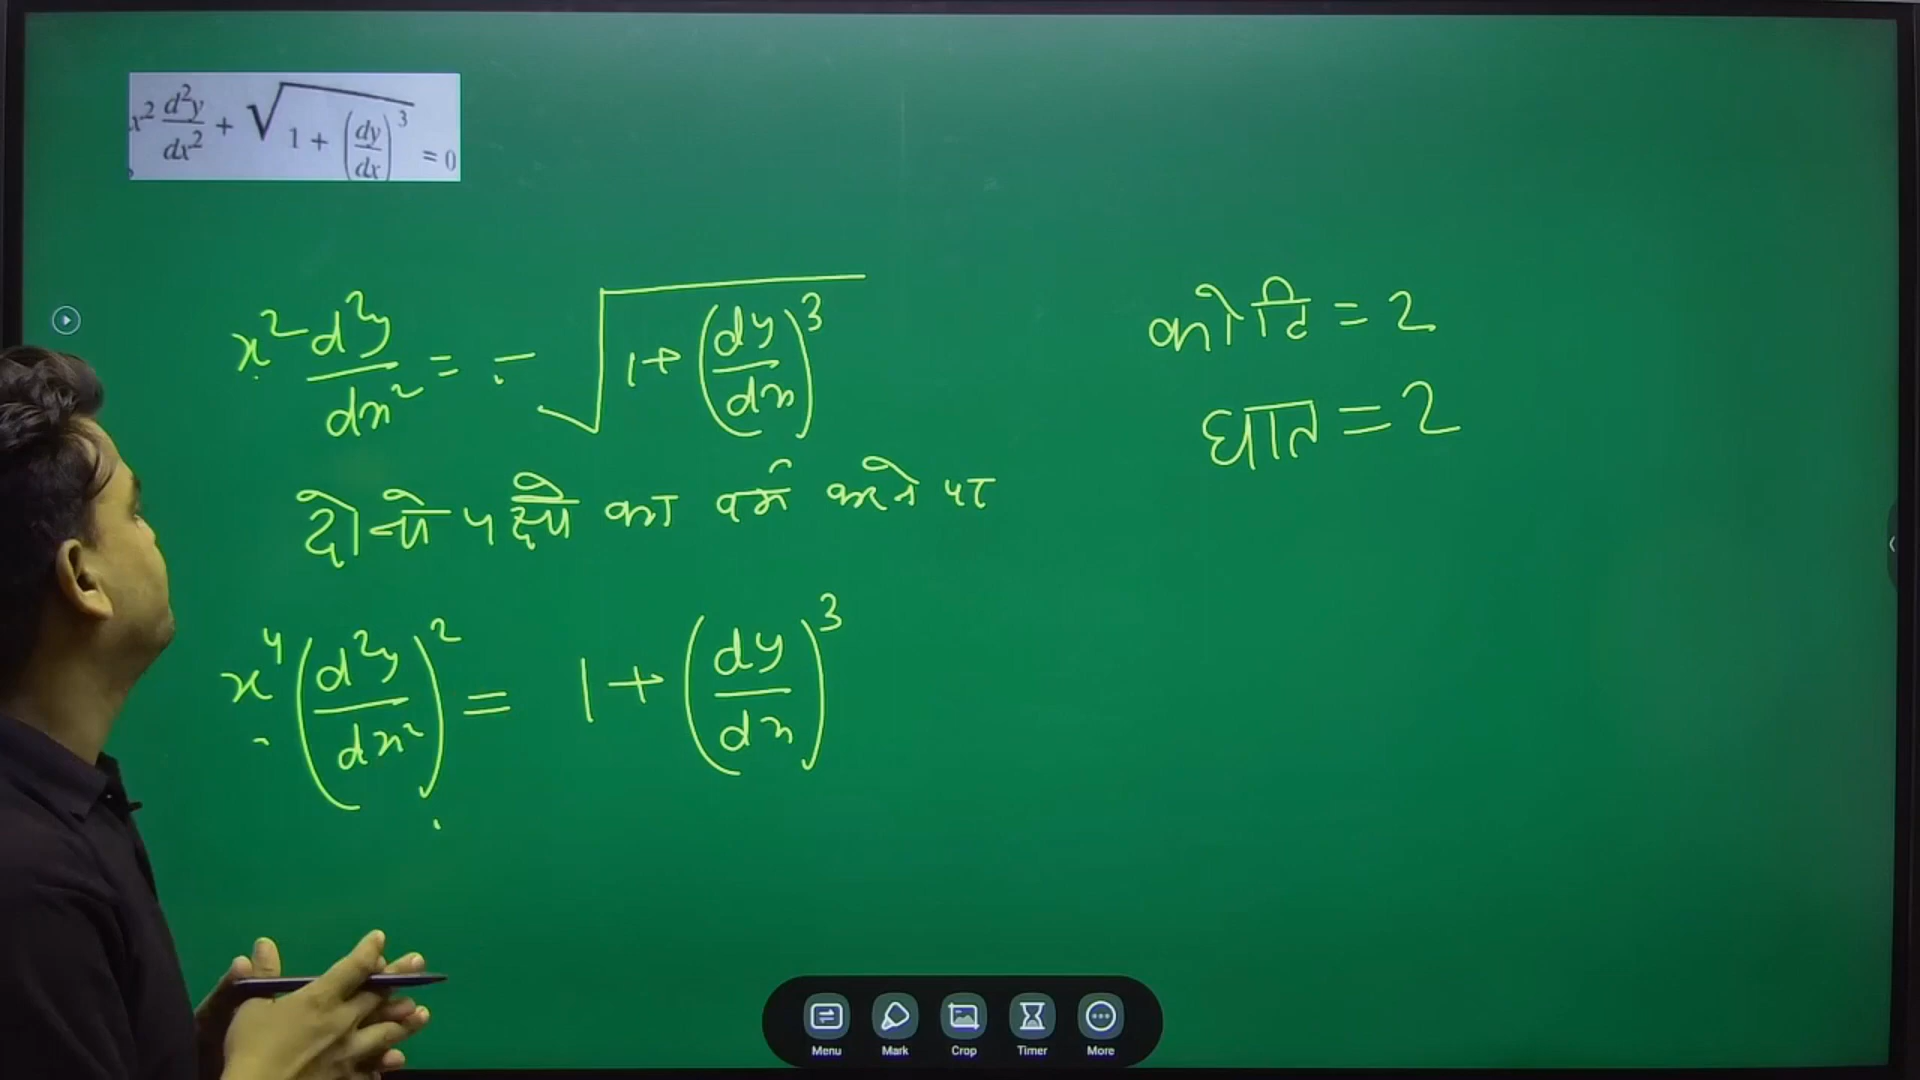 x² d²y/dx² + √(1 + (dy/dx)³) = 0
x² d²y/dx² = - √(1 + (dy/dx)³)
दोनो पक्षो का वर्ग करने पर
x⁴ (d²y/dx²)² = 1 + (dy/dx)³
कोटि = 2
घात = 2
Menu Mark Crop Timer More